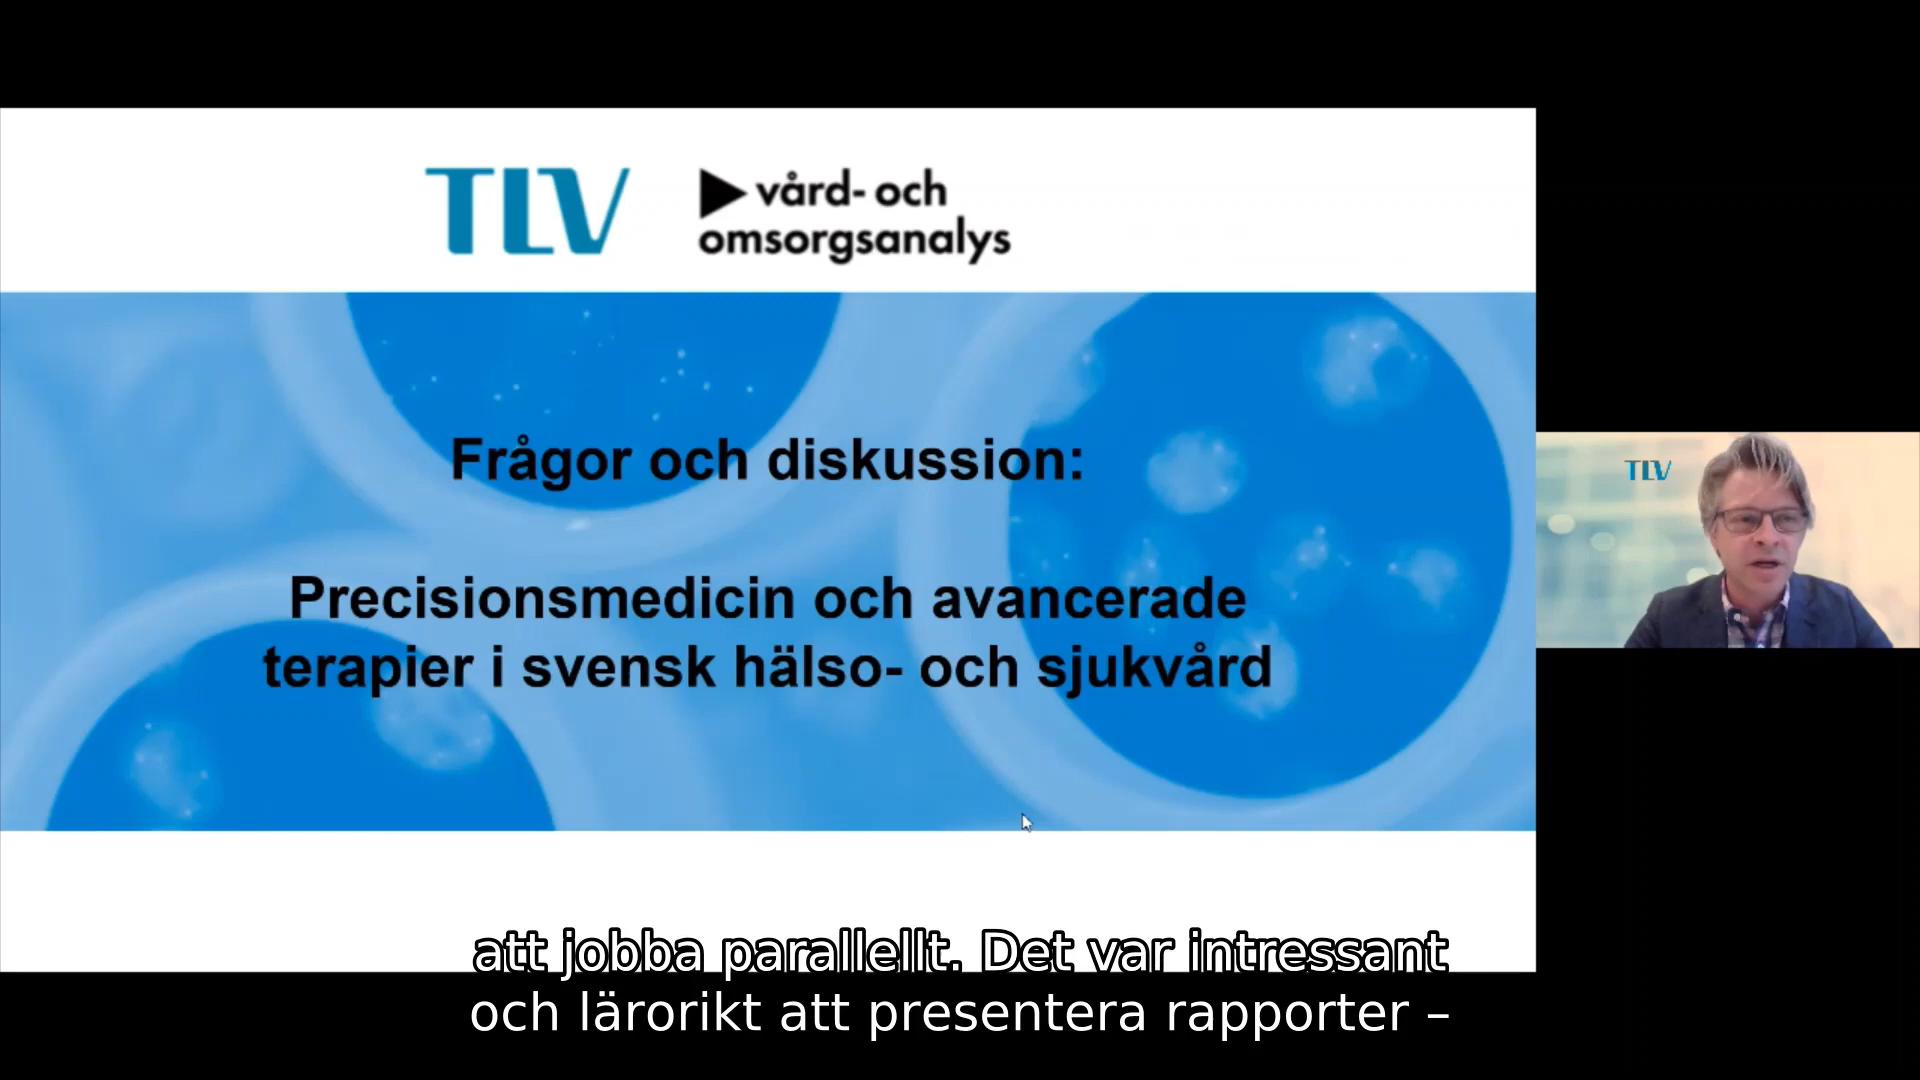 TLV
vård- och
omsorgsanalys
Frågor och diskussion:
Precisionsmedicin och avancerade
terapier i svensk hälso- och sjukvård
TLV
att jobba parallellt. Det var intressant
och lärorikt att presentera rapporter –